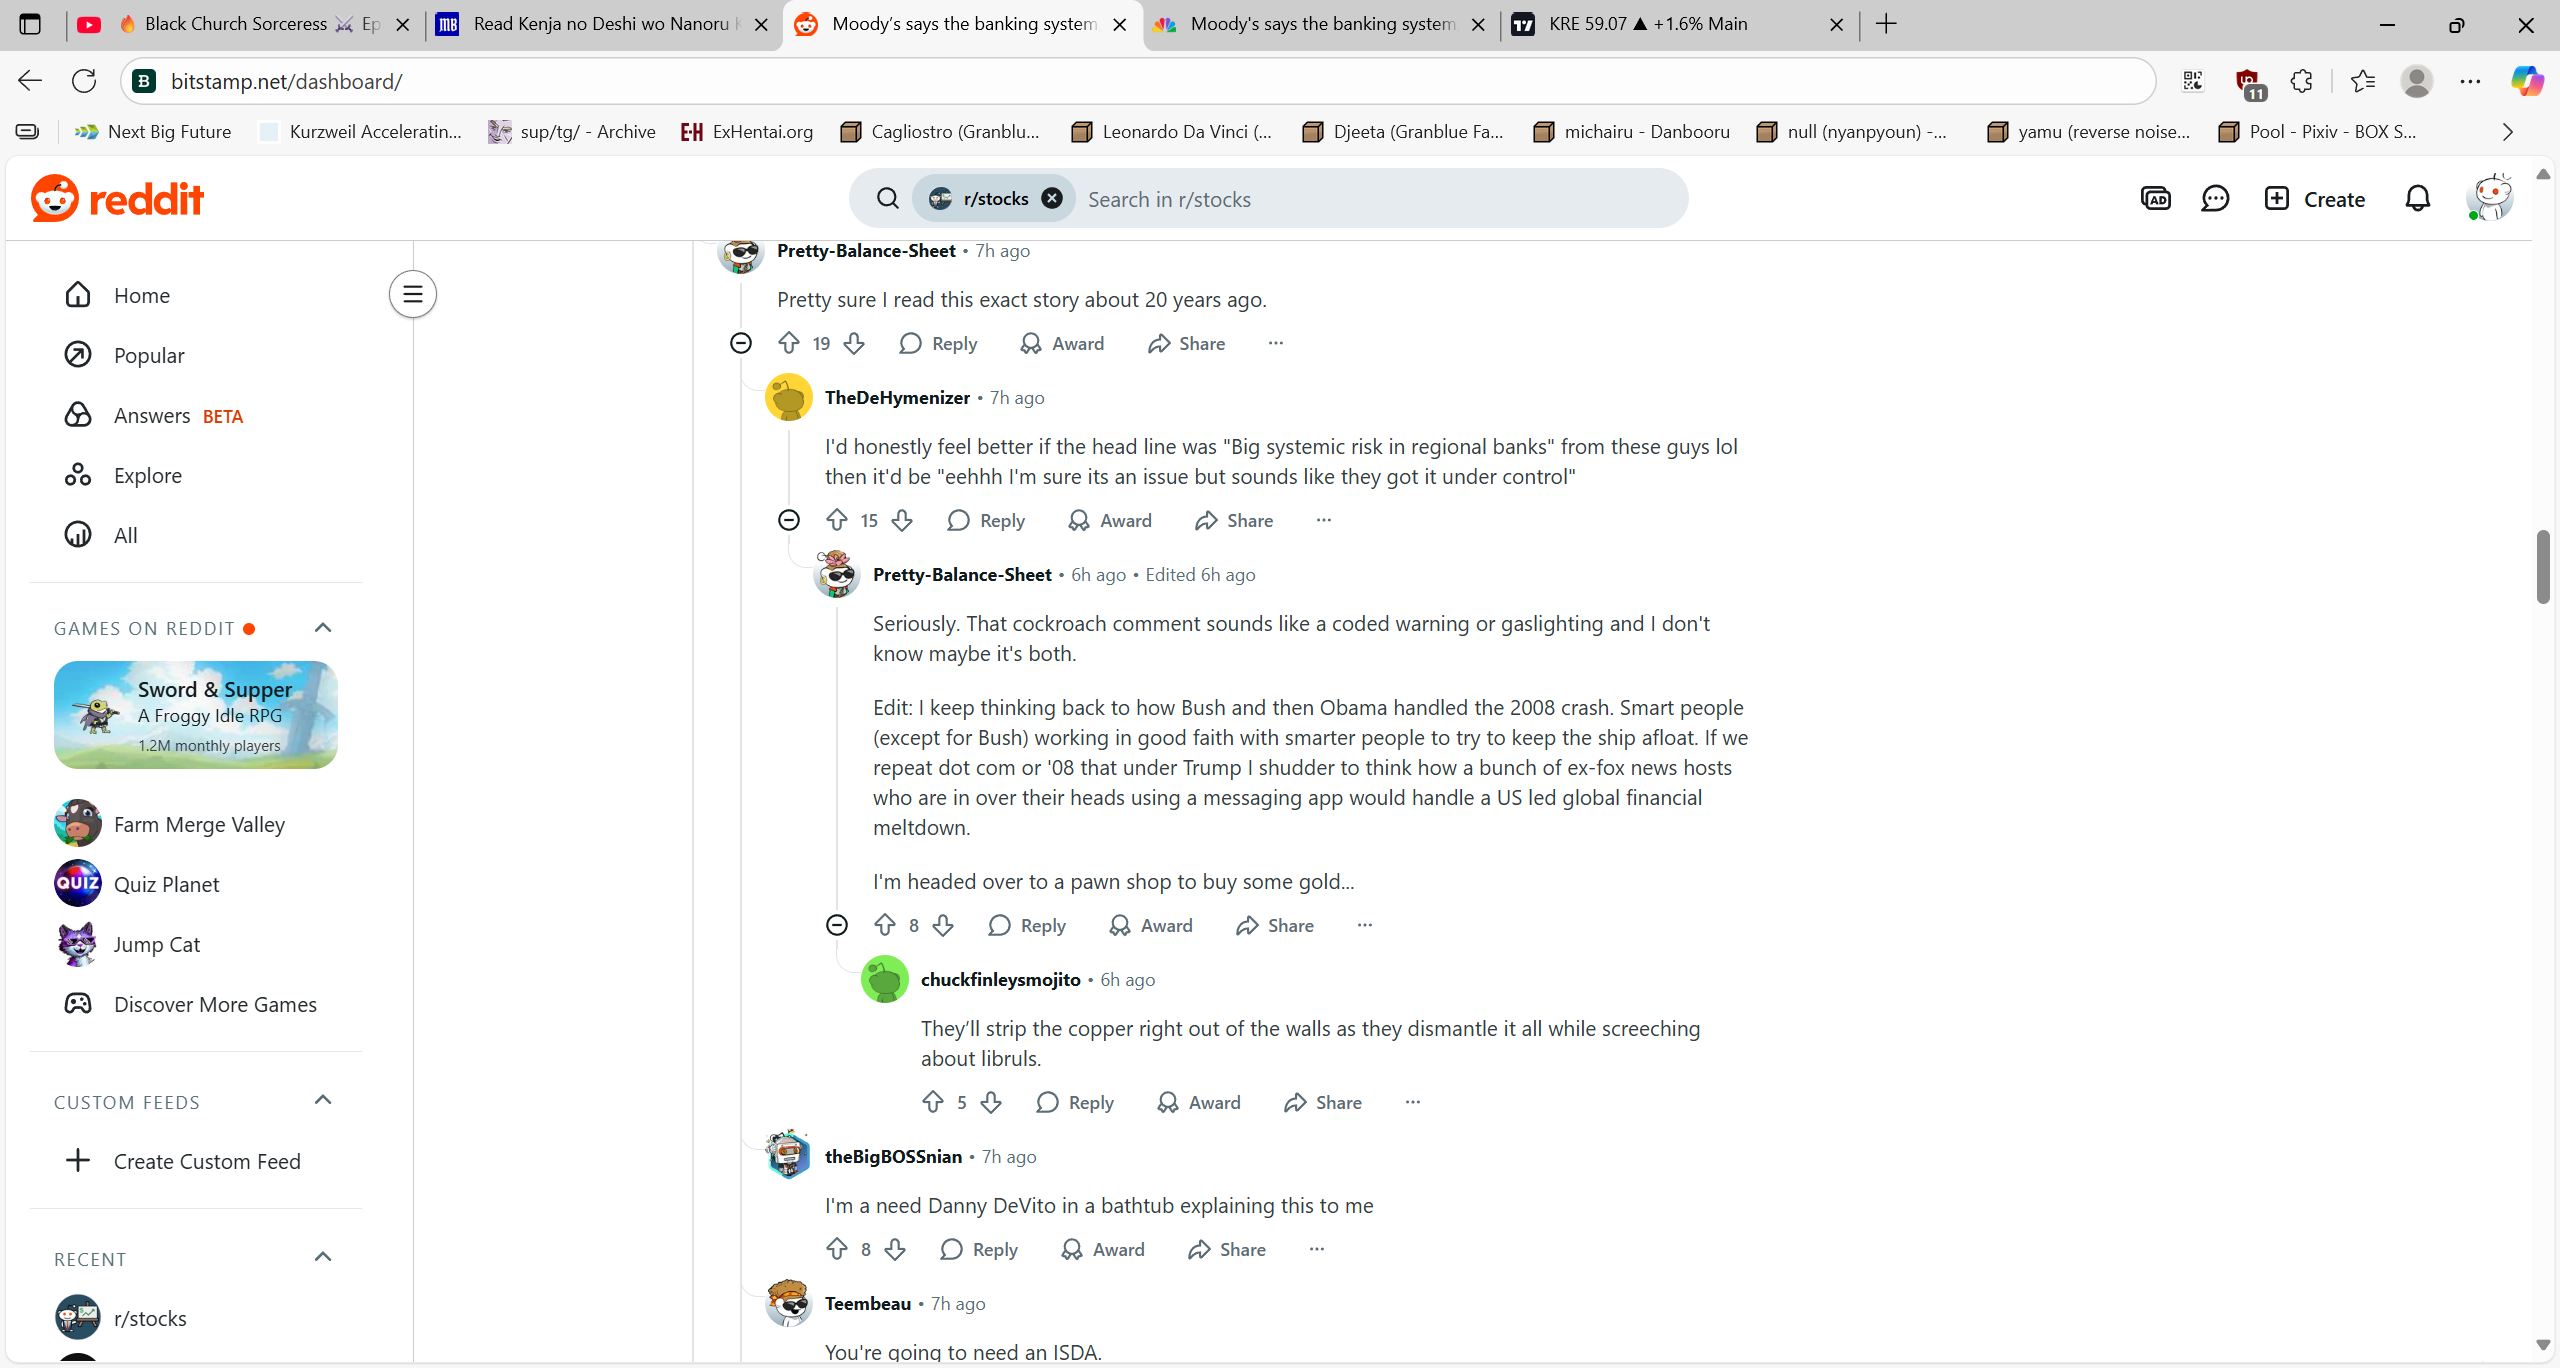 🔥 Black Church Sorceress ⚔ Ep
Read Kenja no Deshi wo Nanoru K
Moody’s says the banking system
Moody's says the banking system
KRE 59.07 ▲ +1.6% Main
bitstamp.net/dashboard/
11
Next Big Future
Kurzweil Acceleratin...
sup/tg/ - Archive
ExHentai.org
Cagliostro (Granblu...
Leonardo Da Vinci (...
Djeeta (Granblue Fa...
michairu - Danbooru
null (nyanpyoun) -...
yamu (reverse noise...
Pool - Pixiv - BOX S...
reddit
r/stocks
Search in r/stocks
AD
Create
Home
Popular
Answers BETA
Explore
All
GAMES ON REDDIT
Sword & Supper
A Froggy Idle RPG
1.2M monthly players
Farm Merge Valley
QUIZ
Quiz Planet
Jump Cat
Discover More Games
CUSTOM FEEDS
Create Custom Feed
RECENT
r/stocks
Pretty-Balance-Sheet • 7h ago
Pretty sure I read this exact story about 20 years ago.
19 Reply Award Share ...
TheDeHymenizer • 7h ago
I'd honestly feel better if the head line was "Big systemic risk in regional banks" from these guys lol
then it'd be "eehhh I'm sure its an issue but sounds like they got it under control"
15 Reply Award Share ...
Pretty-Balance-Sheet • 6h ago • Edited 6h ago
Seriously. That cockroach comment sounds like a coded warning or gaslighting and I don't
know maybe it's both.
Edit: I keep thinking back to how Bush and then Obama handled the 2008 crash. Smart people
(except for Bush) working in good faith with smarter people to try to keep the ship afloat. If we
repeat dot com or '08 that under Trump I shudder to think how a bunch of ex-fox news hosts
who are in over their heads using a messaging app would handle a US led global financial
meltdown.
I'm headed over to a pawn shop to buy some gold...
8 Reply Award Share ...
chuckfinleysmojito • 6h ago
They’ll strip the copper right out of the walls as they dismantle it all while screeching
about libruls.
5 Reply Award Share ...
theBigBOSSnian • 7h ago
I'm a need Danny DeVito in a bathtub explaining this to me
8 Reply Award Share ...
Teembeau • 7h ago
You're going to need an ISDA.